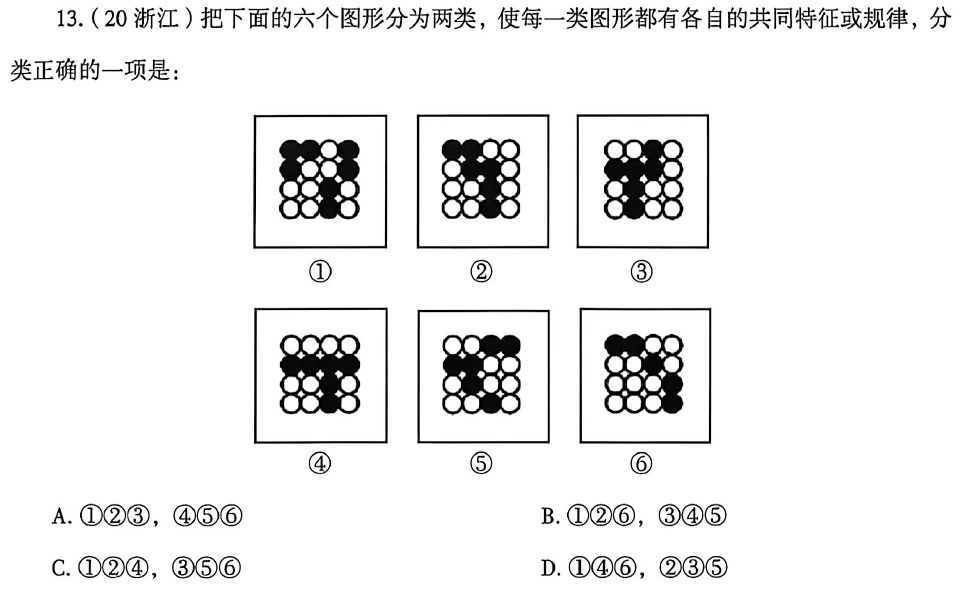 13.（20 浙江）把下面的六个图形分为两类，使每一类图形都有各自的共同特征或规律，分
类正确的一项是：
① ② ③
④ ⑤ ⑥
A. ①②③，④⑤⑥ B. ①②⑥，③④⑤
C. ①②④，③⑤⑥ D. ①④⑥，②③⑤